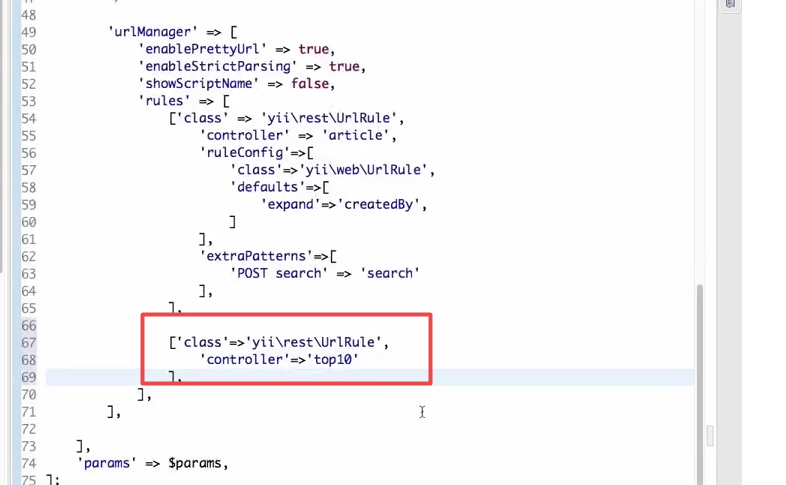 48
49 'urlManager' => [
50 'enablePrettyUrl' => true,
51 'enableStrictParsing' => true,
52 'showScriptName' => false,
53 'rules' => [
54 ['class' => 'yii\rest\UrlRule',
55 'controller' => 'article',
56 'ruleConfig'=>[
57 'class'=>'yii\web\UrlRule',
58 'defaults'=>[
59 'expand'=>'createdBy',
60 ]
61 ],
62 'extraPatterns'=>[
63 'POST search' => 'search'
64 ],
65 ],
66
67 ['class'=>'yii\rest\UrlRule',
68 'controller'=>'top10'
69 ],
70 ],
71 ],
72
73 ],
74 'params' => $params,
75 ];